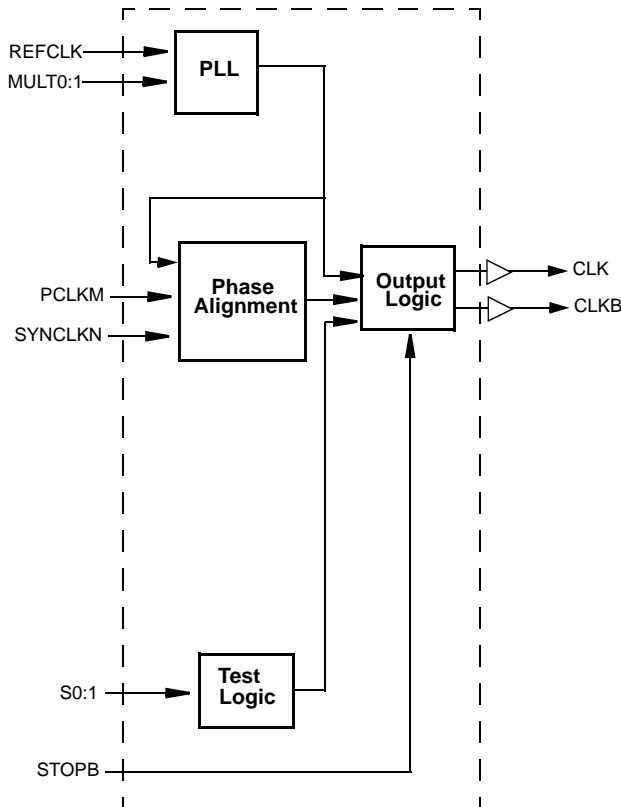 REFCLK
MULT0:1
PLL
PCLKM
SYNCLKN
Phase
Alignment
Output
Logic
CLK
CLKB
S0:1
Test
Logic
STOPB